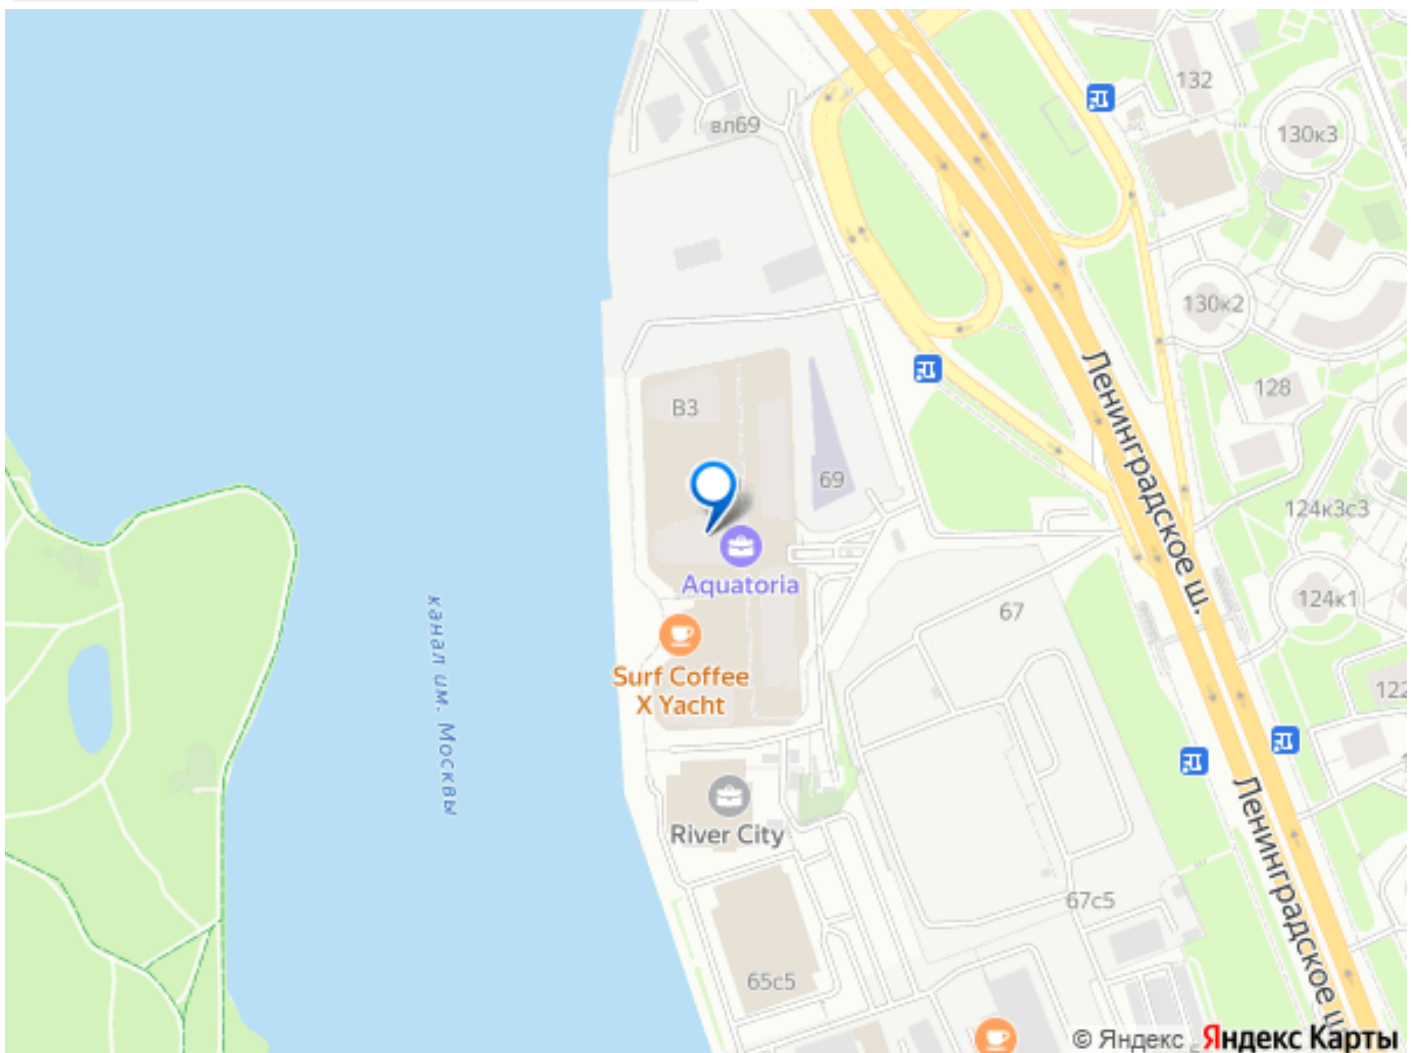 132
130к3
вл69
130к2
Ленинградское ш.
128
В3
69
124к3с3
Aquatoria
124к1
67
канал им. Москвы
Surf Coffee
X Yacht
122
River City
Ленинградское ш
67с5
65с5
© Яндекс Яндекс Карты